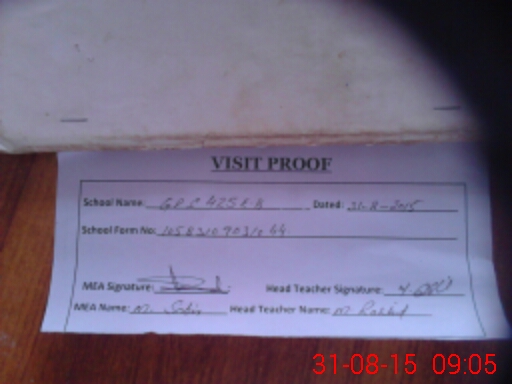 VISIT PROOF
School Name: GPS 425 E B Dated: 31-8-2015
School Form No:
MEA Signature: Head Teacher Signature:
MEA Name: M. Head Teacher Name: M Rashid
31-08-15 09:05